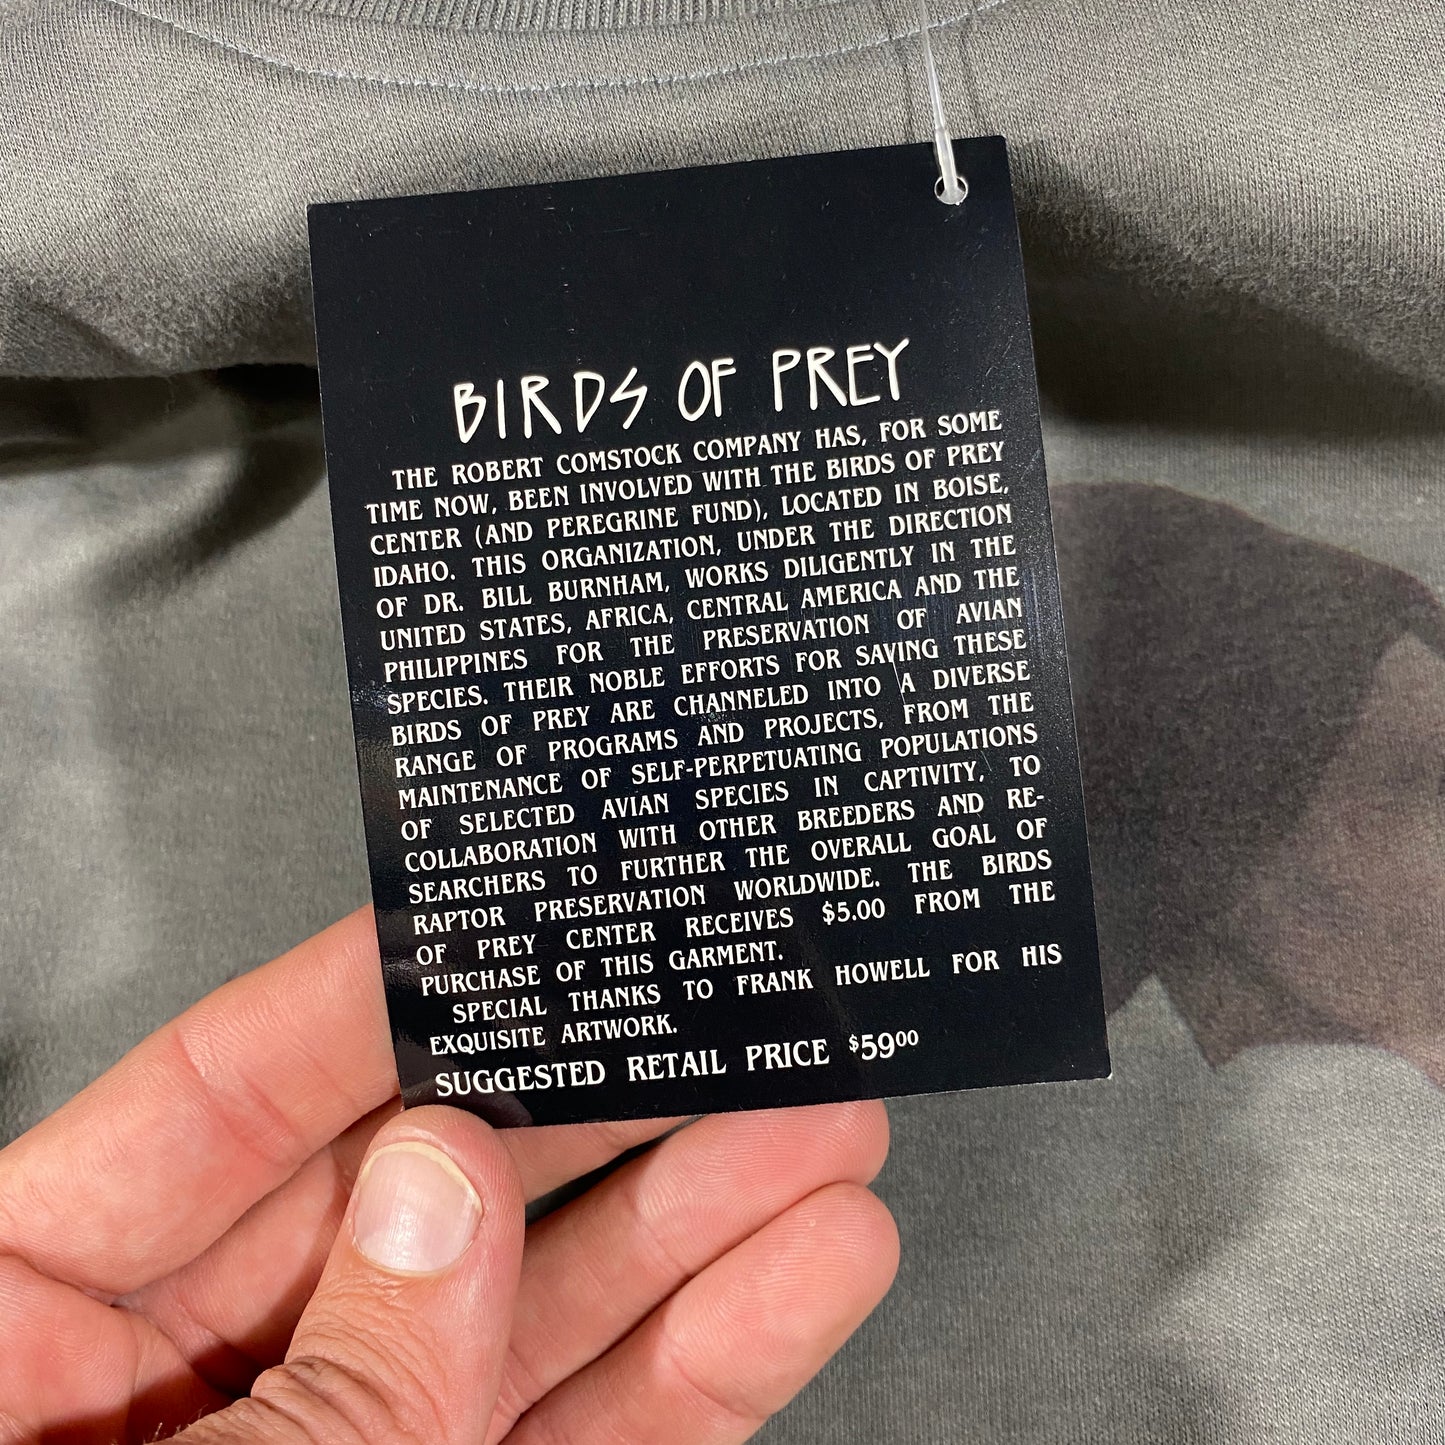 BIRDS OF PREY
THE ROBERT COMSTOCK COMPANY HAS, FOR SOME
TIME NOW, BEEN INVOLVED WITH THE BIRDS OF PREY
CENTER (AND PEREGRINE FUND), LOCATED IN BOISE,
IDAHO. THIS ORGANIZATION, UNDER THE DIRECTION
OF DR. BILL BURNHAM, WORKS DILIGENTLY IN THE
UNITED STATES, AFRICA, CENTRAL AMERICA AND THE
PHILIPPINES FOR THE PRESERVATION OF AVIAN
SPECIES. THEIR NOBLE EFFORTS FOR SAVING THESE
BIRDS OF PREY ARE CHANNELED INTO A DIVERSE
RANGE OF PROGRAMS AND PROJECTS, FROM THE
MAINTENANCE OF SELF-PERPETUATING POPULATIONS
OF SELECTED AVIAN SPECIES IN CAPTIVITY, TO
COLLABORATION WITH OTHER BREEDERS AND RE-
SEARCHERS TO FURTHER THE OVERALL GOAL OF
RAPTOR PRESERVATION WORLDWIDE. THE BIRDS
OF PREY CENTER RECEIVES $5.00 FROM THE
PURCHASE OF THIS GARMENT.
SPECIAL THANKS TO FRANK HOWELL FOR HIS
EXQUISITE ARTWORK.
SUGGESTED RETAIL PRICE $5900